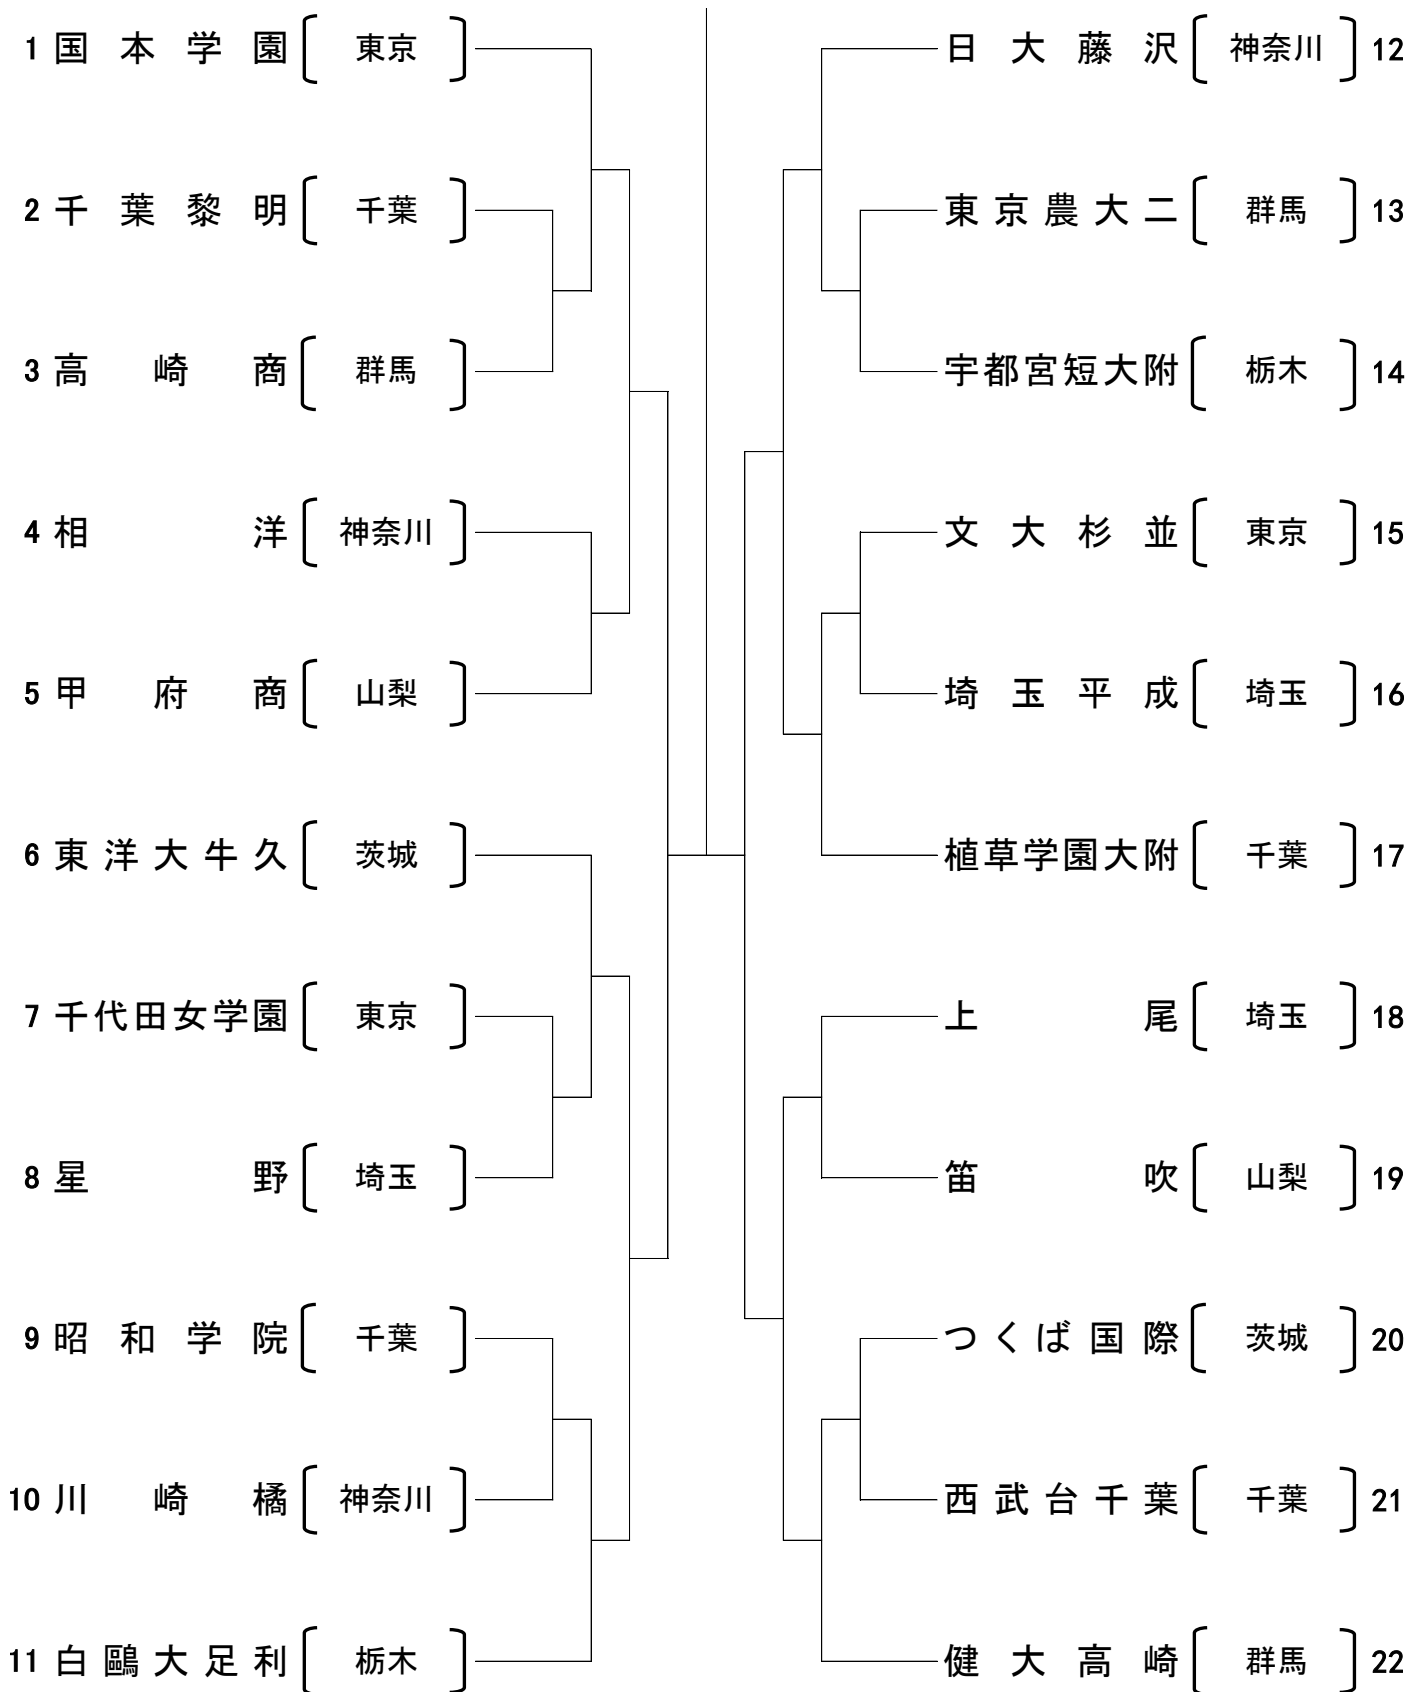 1 国本学園 [東京]
2 千葉黎明 [千葉]
3 高崎商 [群馬]
4 相洋 [神奈川]
5 甲府商 [山梨]
6 東洋大牛久 [茨城]
7 千代田女学園 [東京]
8 星野 [埼玉]
9 昭和学院 [千葉]
10 川崎橘 [神奈川]
11 白鷗大足利 [栃木]
日大藤沢 [神奈川] 12
東京農大二 [群馬] 13
宇都宮短大附 [栃木] 14
文大杉並 [東京] 15
埼玉平成 [埼玉] 16
植草学園大附 [千葉] 17
上尾 [埼玉] 18
笛吹 [山梨] 19
つくば国際 [茨城] 20
西武台千葉 [千葉] 21
健大高崎 [群馬] 22